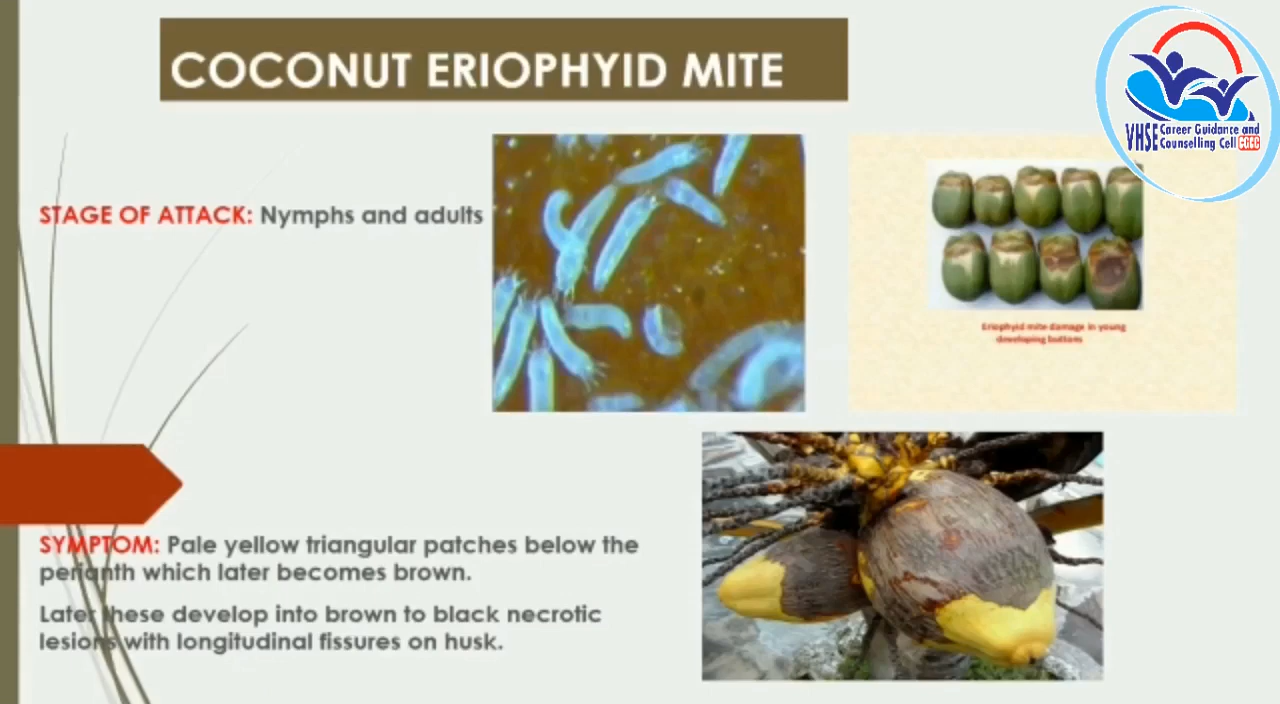 COCONUT ERIOPHYID MITE
VHSE Career Guidance and
Counselling Cell CGCC
STAGE OF ATTACK: Nymphs and adults
Eriophyid mite damage in young
developing buttons
SYMPTOM: Pale yellow triangular patches below the
perianth which later becomes brown.
Later these develop into brown to black necrotic
lesions with longitudinal fissures on husk.